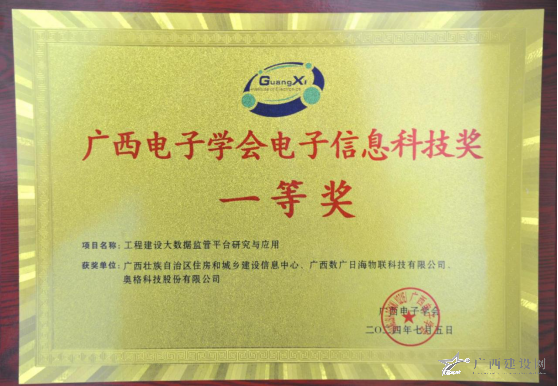 GuangXi
广西电子学会电子信息科技奖
一等奖
项目名称：工程建设大数据监管平台研究与应用
获奖单位：广西壮族自治区住房和城乡建设信息中心、广西数广日海物联科技有限公司、
奥格科技股份有限公司
广西电子学会
二〇二四年七月五日
广西建设网